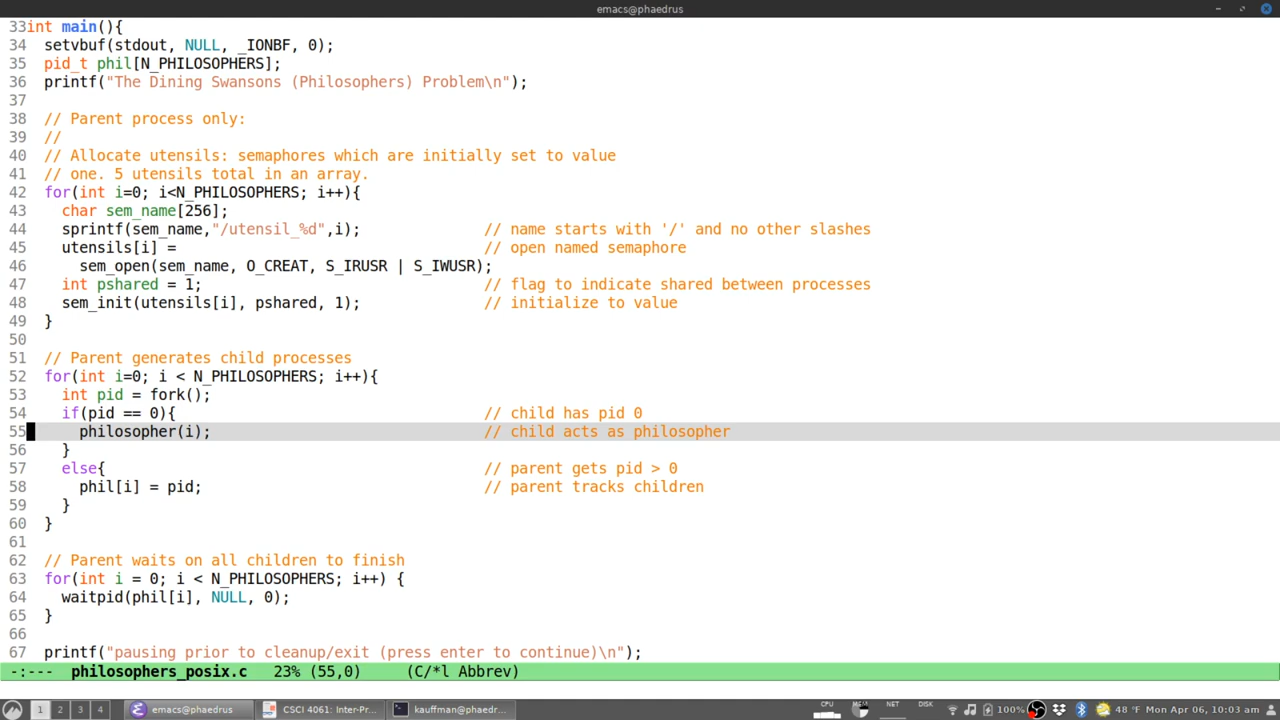 emacs@phaedrus
33int main(){
34 setvbuf(stdout, NULL, _IONBF, 0);
35 pid_t phil[N_PHILOSOPHERS];
36 printf("The Dining Swansons (Philosophers) Problem\n");
37
38 // Parent process only:
39 //
40 // Allocate utensils: semaphores which are initially set to value
41 // one. 5 utensils total in an array.
42 for(int i=0; i<N_PHILOSOPHERS; i++){
43 char sem_name[256];
44 sprintf(sem_name,"/utensil_%d",i); // name starts with '/' and no other slashes
45 utensils[i] = // open named semaphore
46 sem_open(sem_name, O_CREAT, S_IRUSR | S_IWUSR);
47 int pshared = 1; // flag to indicate shared between processes
48 sem_init(utensils[i], pshared, 1); // initialize to value
49 }
50
51 // Parent generates child processes
52 for(int i=0; i < N_PHILOSOPHERS; i++){
53 int pid = fork();
54 if(pid == 0){ // child has pid 0
55 philosopher(i); // child acts as philosopher
56 }
57 else{ // parent gets pid > 0
58 phil[i] = pid; // parent tracks children
59 }
60 }
61
62 // Parent waits on all children to finish
63 for(int i = 0; i < N_PHILOSOPHERS; i++) {
64 waitpid(phil[i], NULL, 0);
65 }
66
67 printf("pausing prior to cleanup/exit (press enter to continue)\n");
-:--- philosophers_posix.c 23% (55,0) (C/*l Abbrev)
1 2 3 4 emacs@phaedrus CSCI 4061: Inter-Pr... kauffman@phaedr... CPU MEM NET DISK 100% 48 °F Mon Apr 06, 10:03 am